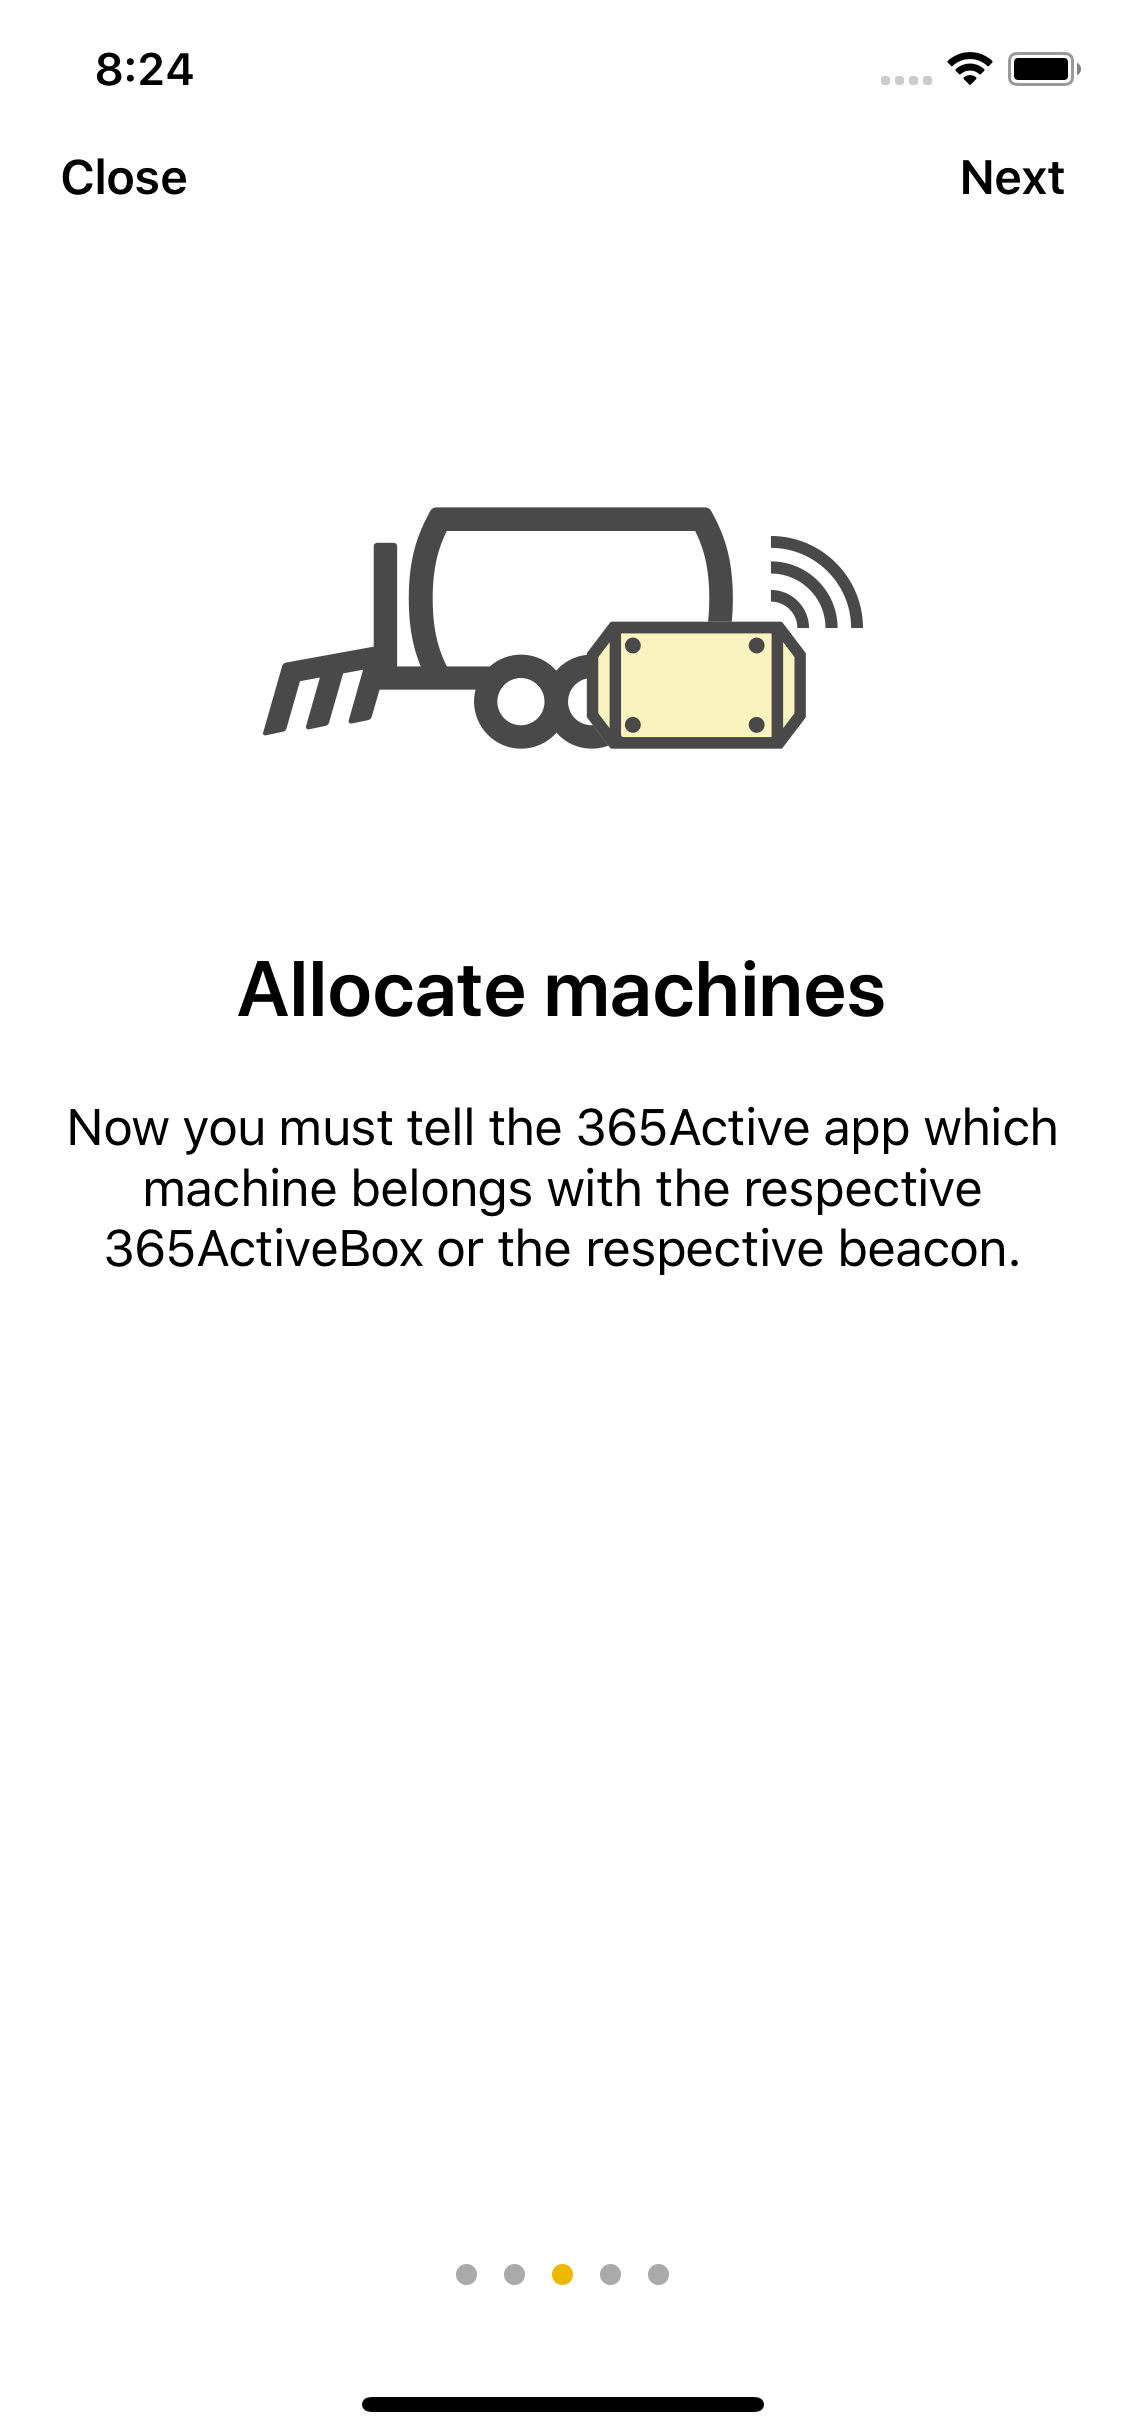 8:24
Close
Next
Allocate machines
Now you must tell the 365Active app which
machine belongs with the respective
365ActiveBox or the respective beacon.